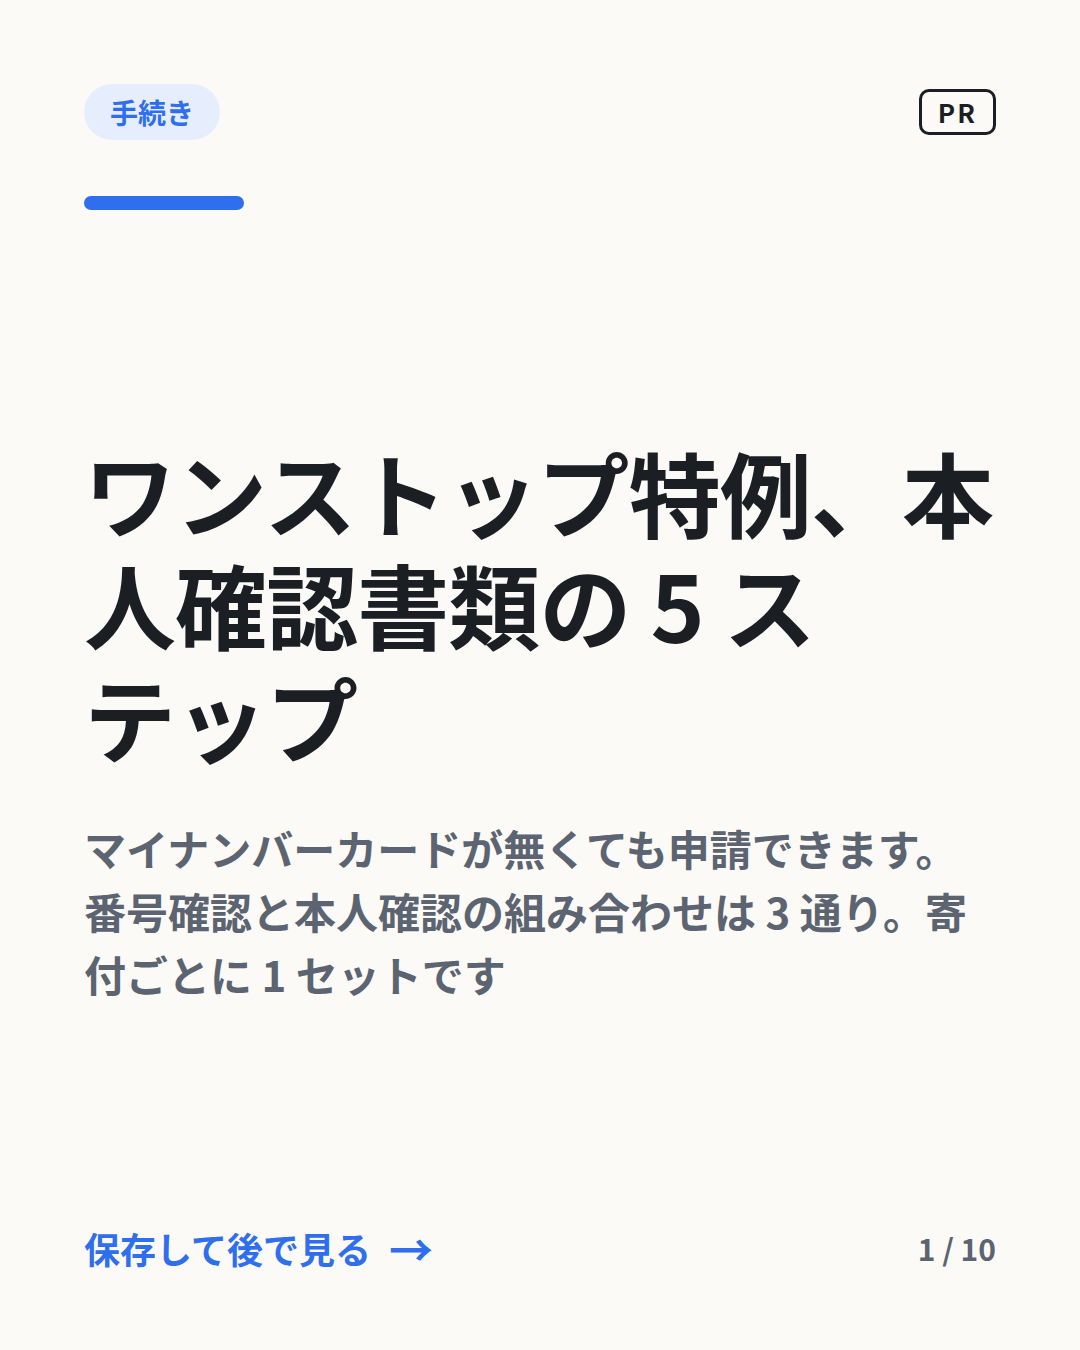 手続き
PR
ワンストップ特例、本
人確認書類の 5 ス
テップ
マイナンバーカードが無くても申請できます。
番号確認と本人確認の組み合わせは 3 通り。寄
付ごとに 1 セットです
保存して後で見る →
1 / 10